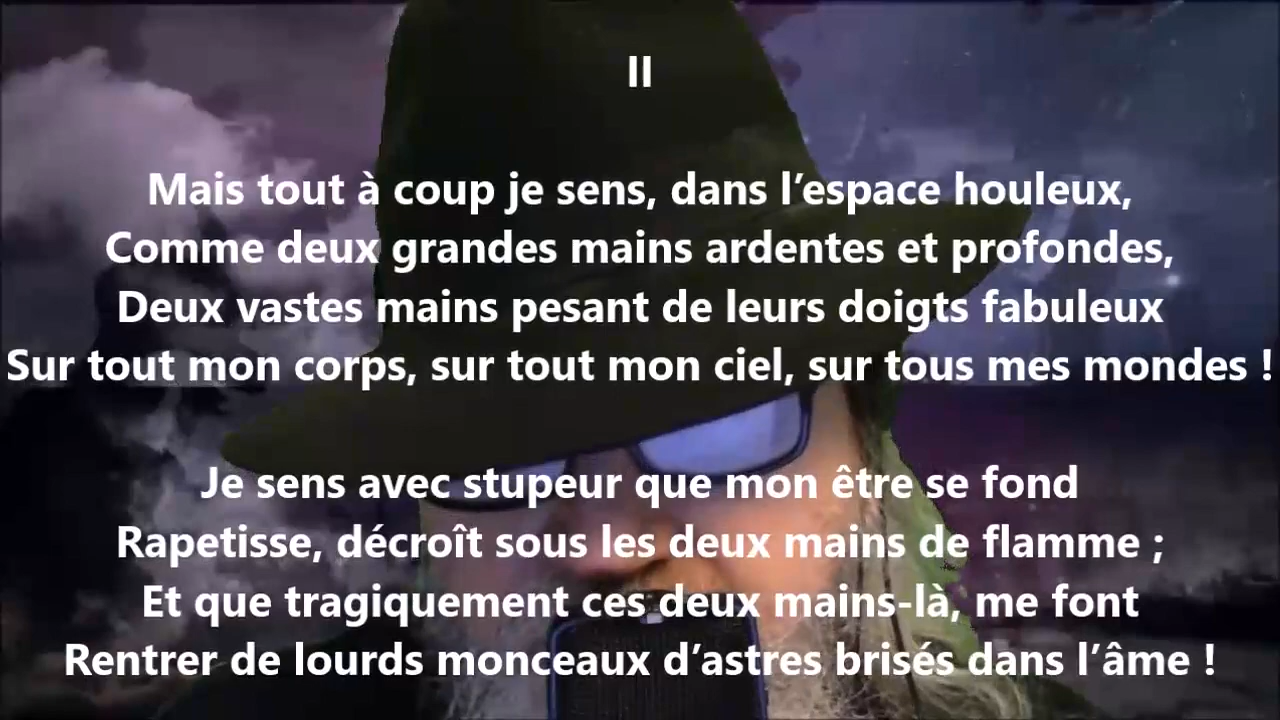 II
Mais tout à coup je sens, dans l’espace houleux,
Comme deux grandes mains ardentes et profondes,
Deux vastes mains pesant de leurs doigts fabuleux
Sur tout mon corps, sur tout mon ciel, sur tous mes mondes !
Je sens avec stupeur que mon être se fond
Rapetisse, décroît sous les deux mains de flamme ;
Et que tragiquement ces deux mains-là, me font
Rentrer de lourds monceaux d’astres brisés dans l’âme !